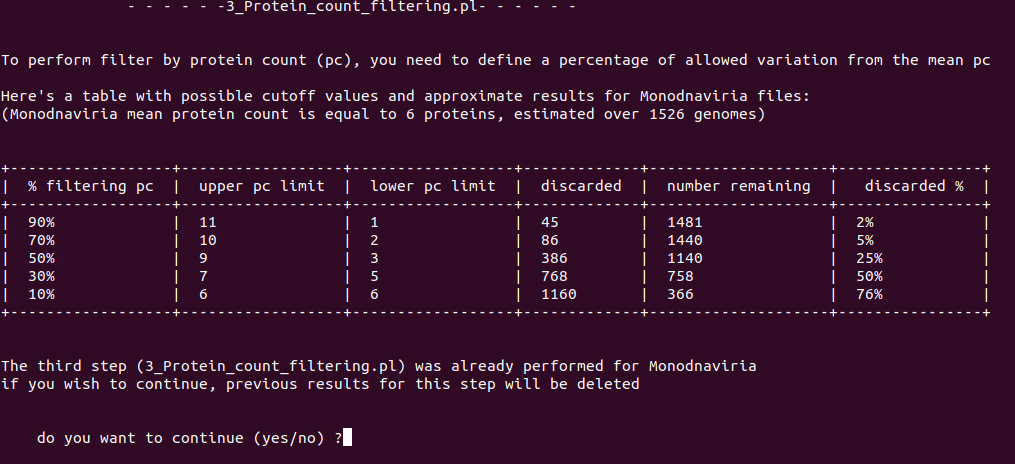 - - - - - -3_Protein_count_filtering.pl- - - - - -
To perform filter by protein count (pc), you need to define a percentage of allowed variation from the mean pc
Here's a table with possible cutoff values and approximate results for Monodnaviria files:
(Monodnaviria mean protein count is equal to 6 proteins, estimated over 1526 genomes)
+------------------+------------------+------------------+-------------+--------------------+----------------+
|  % filtering pc  |  upper pc limit  |  lower pc limit  |  discarded  |  number remaining  |   discarded %  |
+------------------+------------------+------------------+-------------+--------------------+----------------+
|  90%             |  11              |  1               |  45         |  1481              |  2%            |
|  70%             |  10              |  2               |  86         |  1440              |  5%            |
|  50%             |  9               |  3               |  386        |  1140              |  25%           |
|  30%             |  7               |  5               |  768        |  758               |  50%           |
|  10%             |  6               |  6               |  1160       |  366               |  76%           |
+------------------+------------------+------------------+-------------+--------------------+----------------+
The third step (3_Protein_count_filtering.pl) was already performed for Monodnaviria
if you wish to continue, previous results for this step will be deleted
do you want to continue (yes/no) ?